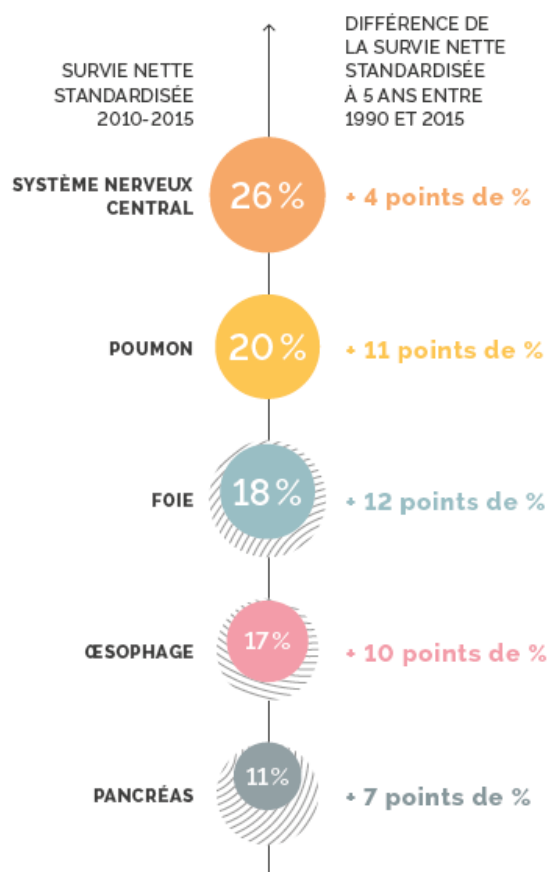 SURVIE NETTE
STANDARDISÉE
2010-2015
DIFFÉRENCE DE
LA SURVIE NETTE
STANDARDISÉE
À 5 ANS ENTRE
1990 ET 2015
SYSTÈME NERVEUX
CENTRAL
26 %
+ 4 points de %
POUMON
20 %
+ 11 points de %
FOIE
18 %
+ 12 points de %
ŒSOPHAGE
17 %
+ 10 points de %
PANCRÉAS
11 %
+ 7 points de %